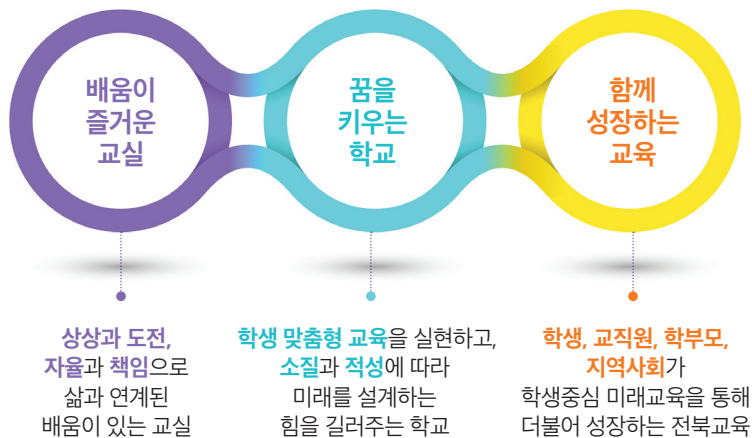 배움이
즐거운
교실
꿈을
키우는
학교
함께
성장하는
교육
상상과 도전,
자율과 책임으로
삶과 연계된
배움이 있는 교실
학생 맞춤형 교육을 실현하고,
소질과 적성에 따라
미래를 설계하는
힘을 길러주는 학교
학생, 교직원, 학부모,
지역사회가
학생중심 미래교육을 통해
더불어 성장하는 전북교육